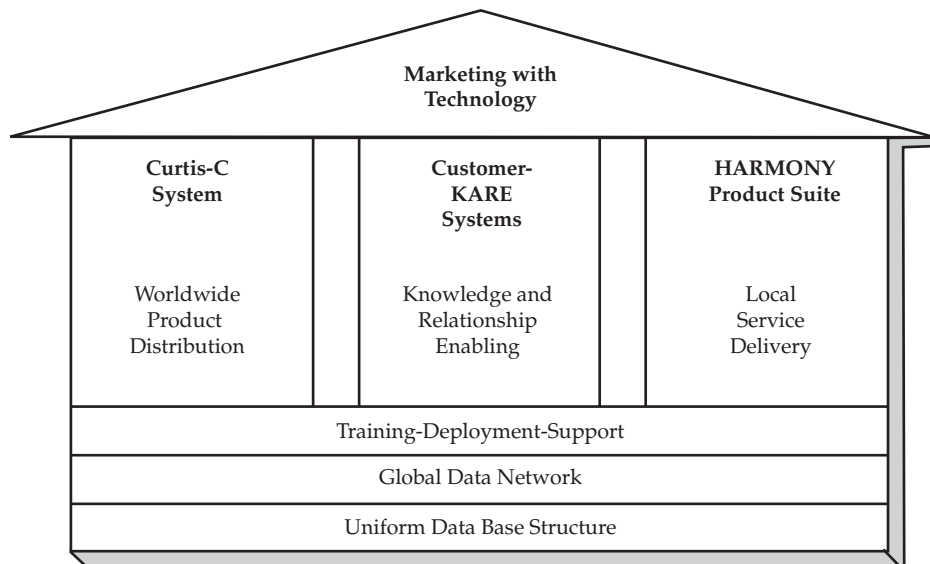 Marketing with
Technology
Curtis-C
System
Worldwide
Product
Distribution
Customer-
KARE
Systems
Knowledge and
Relationship
Enabling
HARMONY
Product Suite
Local
Service
Delivery
Training-Deployment-Support
Global Data Network
Uniform Data Base Structure